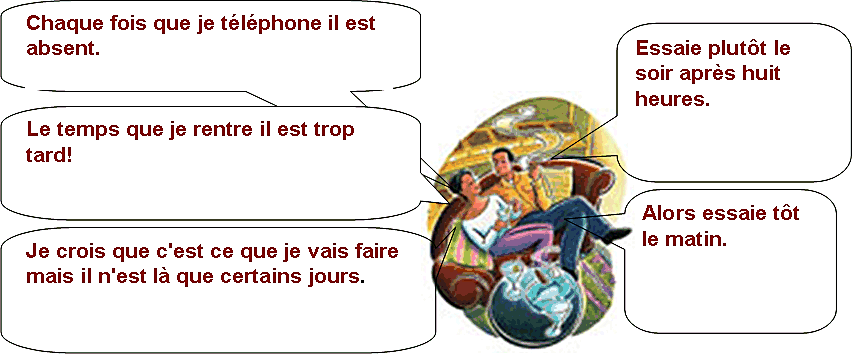 Chaque fois que je téléphone il est
absent.
Essaie plutôt le
soir après huit
heures.
Le temps que je rentre il est trop
tard!
Alors essaie tôt
le matin.
Je crois que c'est ce que je vais faire
mais il n'est là que certains jours.